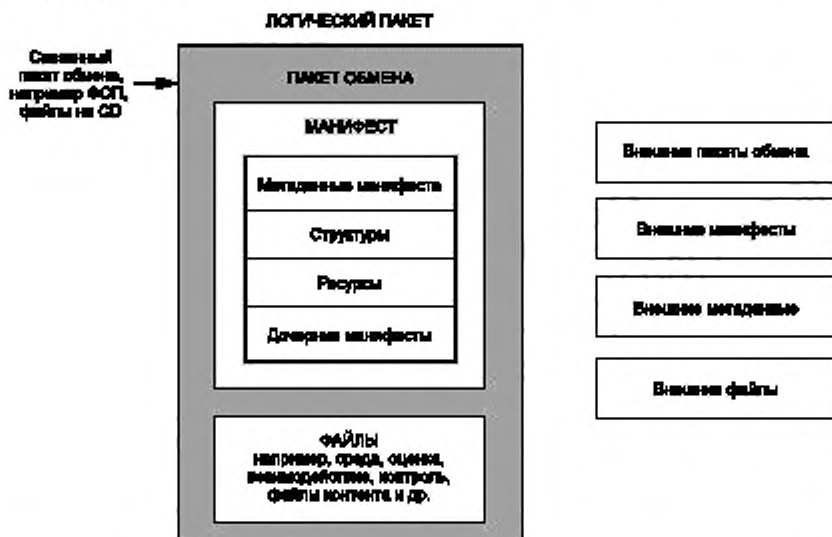 ЛОГИЧЕСКИЙ ПАКЕТ
Связанный
пакет обмена,
например ФСП,
файлы на CD
ПАКЕТ ОБМЕНА
МАНИФЕСТ
Метаданные манифеста
Структуры
Ресурсы
Дочерние манифесты
ФАЙЛЫ
например, среда, оценка,
взаимодействие, контроль,
файлы контента и др.
Внешние пакеты обмена
Внешние манифесты
Внешние метаданные
Внешние файлы